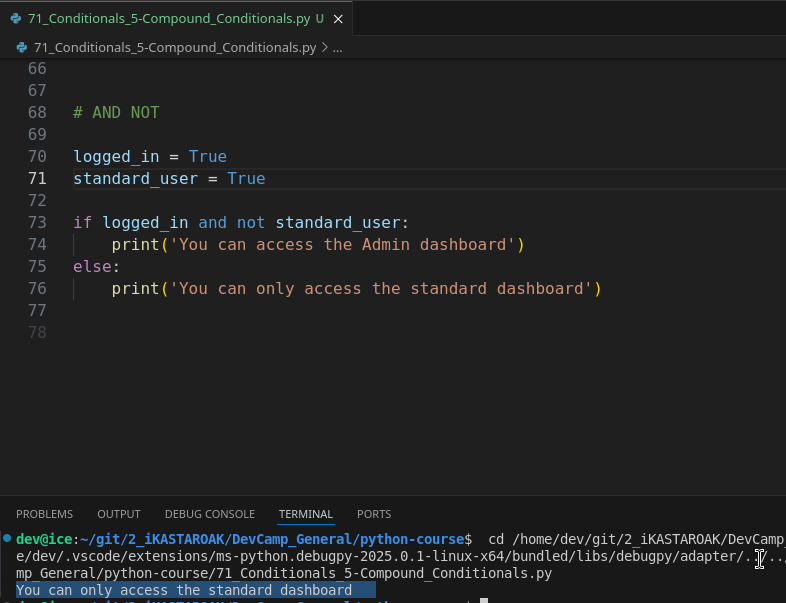 71_Conditionals_5-Compound_Conditionals.py U ×
71_Conditionals_5-Compound_Conditionals.py > ...
66
67
68 # AND NOT
69
70 logged_in = True
71 standard_user = True
72
73 if logged_in and not standard_user:
74     print('You can access the Admin dashboard')
75 else:
76     print('You can only access the standard dashboard')
77
78
PROBLEMS OUTPUT DEBUG CONSOLE TERMINAL PORTS
dev@ice:~/git/2_iKASTAROAK/DevCamp_General/python-course$  cd /home/dev/git/2_iKASTAROAK/DevCamp_
e/dev/.vscode/extensions/ms-python.debugpy-2025.0.1-linux-x64/bundled/libs/debugpy/adapter/../..
mp_General/python-course/71_Conditionals_5-Compound_Conditionals.py
You can only access the standard dashboard